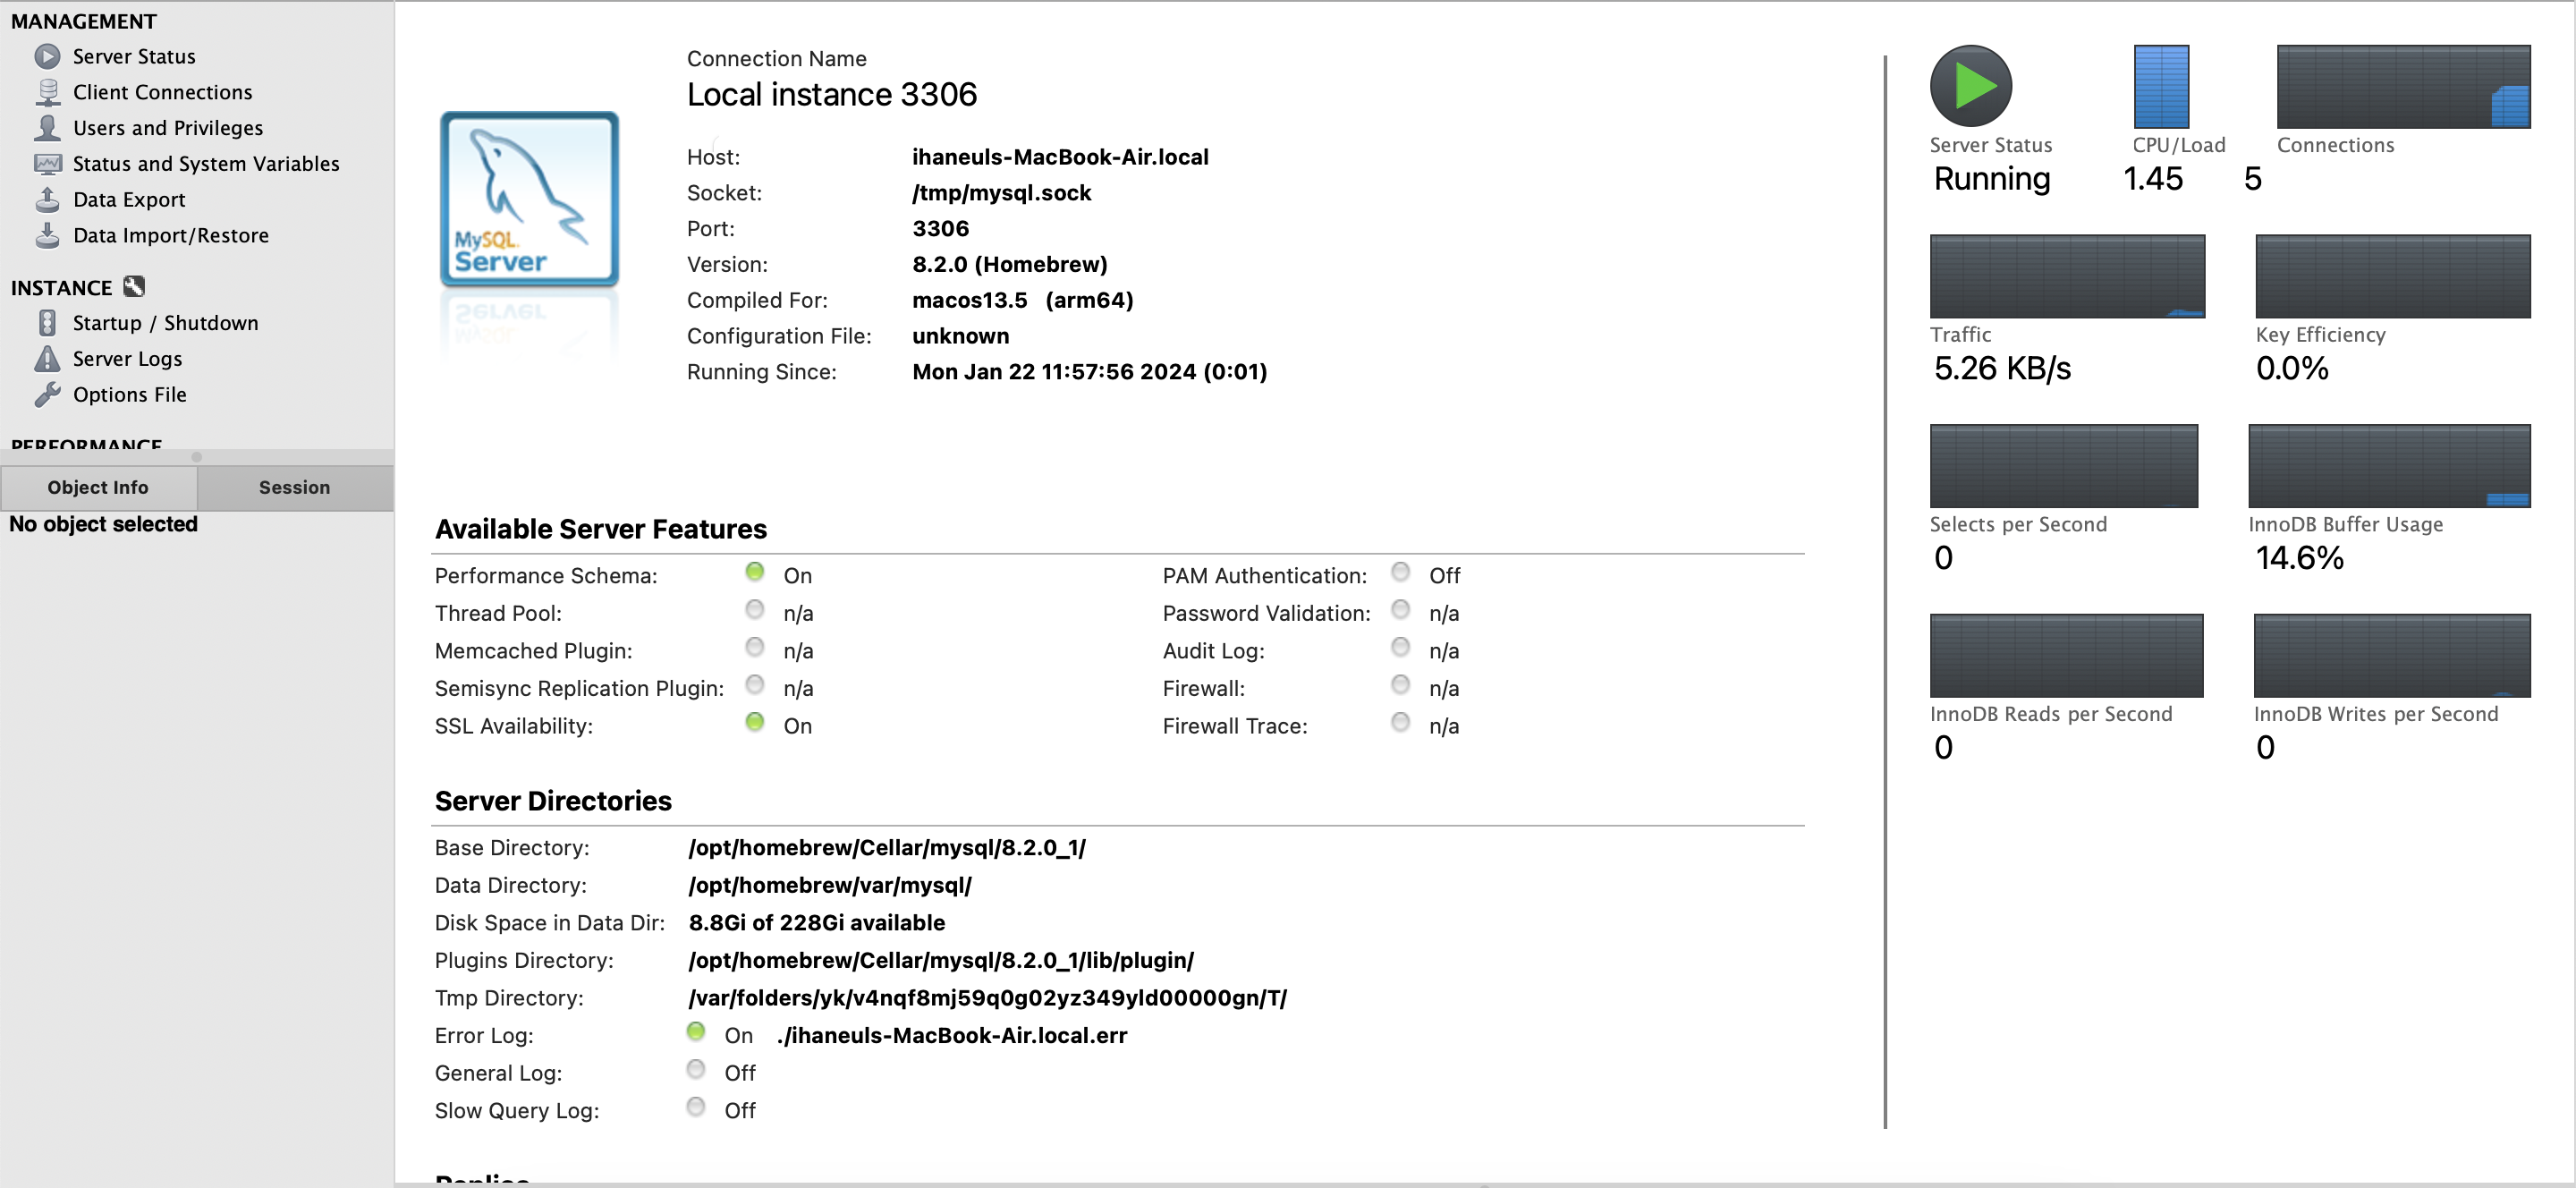 MANAGEMENT
Server Status
Client Connections
Users and Privileges
Status and System Variables
Data Export
Data Import/Restore
INSTANCE
Startup / Shutdown
Server Logs
Options File
PERFORMANCE
Object Info Session
No object selected
MySQL
Server
Connection Name
Local instance 3306
Host: ihaneuls-MacBook-Air.local
Socket: /tmp/mysql.sock
Port: 3306
Version: 8.2.0 (Homebrew)
Compiled For: macos13.5 (arm64)
Configuration File: unknown
Running Since: Mon Jan 22 11:57:56 2024 (0:01)
Available Server Features
Performance Schema: On PAM Authentication: Off
Thread Pool: n/a Password Validation: n/a
Memcached Plugin: n/a Audit Log: n/a
Semisync Replication Plugin: n/a Firewall: n/a
SSL Availability: On Firewall Trace: n/a
Server Directories
Base Directory: /opt/homebrew/Cellar/mysql/8.2.0_1/
Data Directory: /opt/homebrew/var/mysql/
Disk Space in Data Dir: 8.8Gi of 228Gi available
Plugins Directory: /opt/homebrew/Cellar/mysql/8.2.0_1/lib/plugin/
Tmp Directory: /var/folders/yk/v4nqf8mj59q0g02yz349yld00000gn/T/
Error Log: On ./ihaneuls-MacBook-Air.local.err
General Log: Off
Slow Query Log: Off
Server Status CPU/Load Connections
Running 1.45 5
Traffic Key Efficiency
5.26 KB/s 0.0%
Selects per Second InnoDB Buffer Usage
0 14.6%
InnoDB Reads per Second InnoDB Writes per Second
0 0